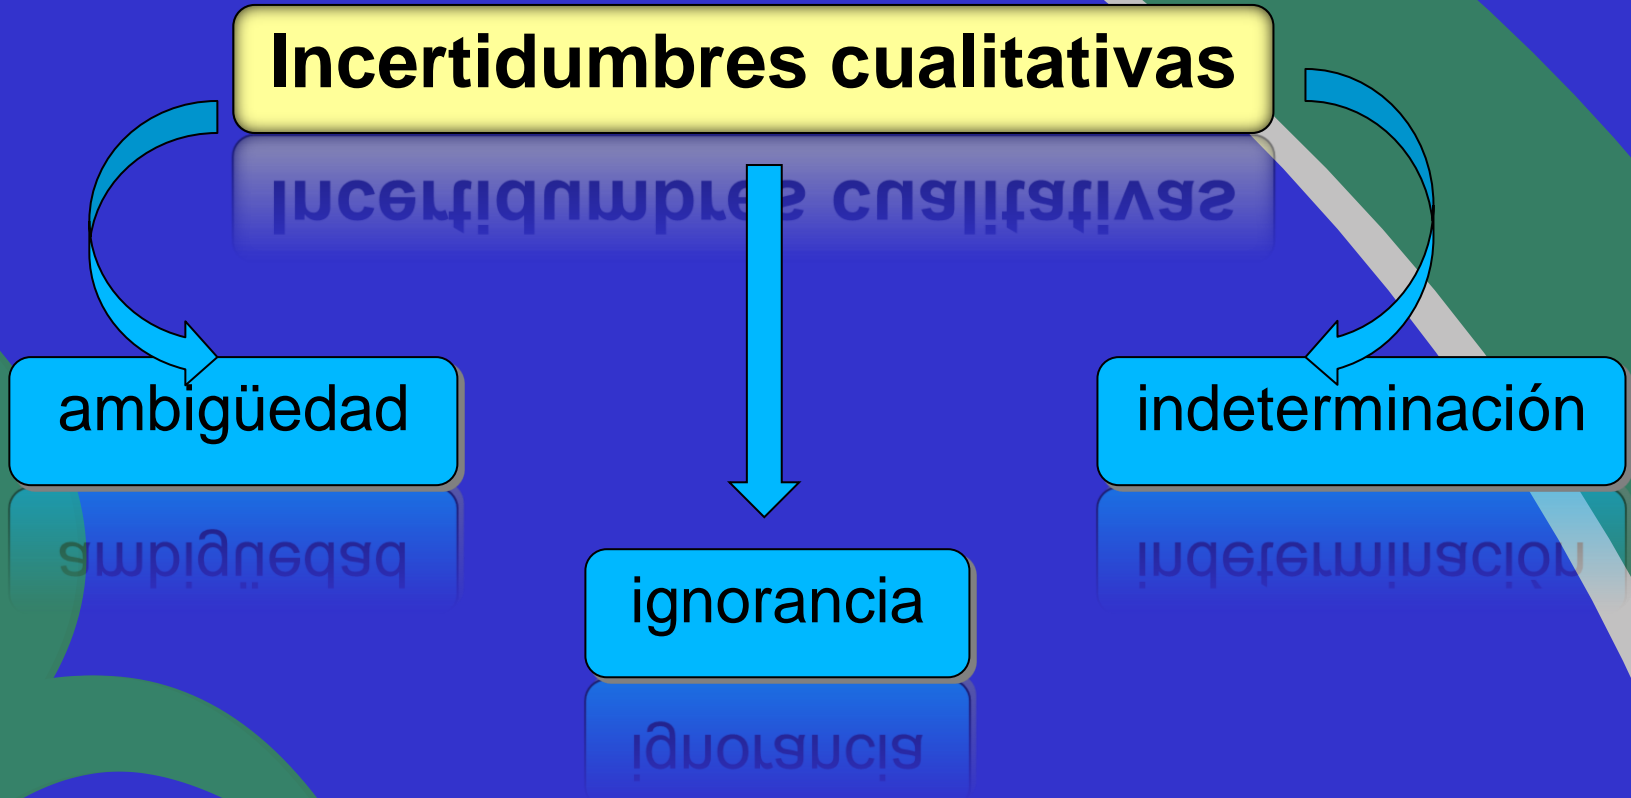 Incertidumbres cualitativas
ambigüedad
indeterminación
ignorancia